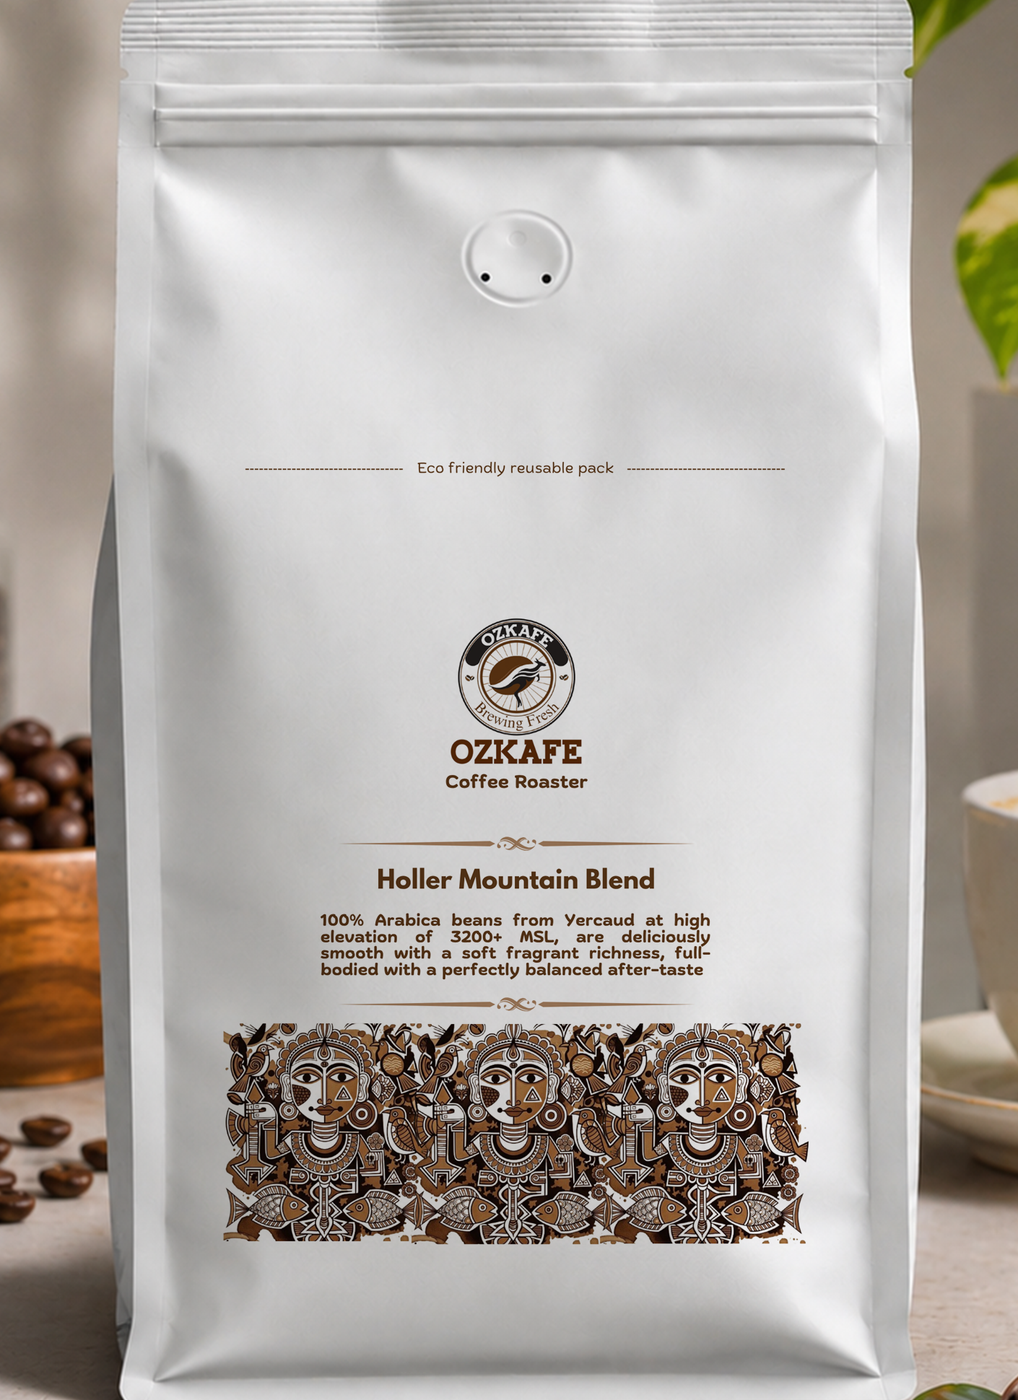 ---------------------------------- Eco friendly reusable pack ----------------------------------
OZKAFE
Brewing Fresh
OZKAFE
Coffee Roaster
Holler Mountain Blend
100% Arabica beans from Yercaud at high
elevation of 3200+ MSL, are deliciously
smooth with a soft fragrant richness, full-
bodied with a perfectly balanced after-taste